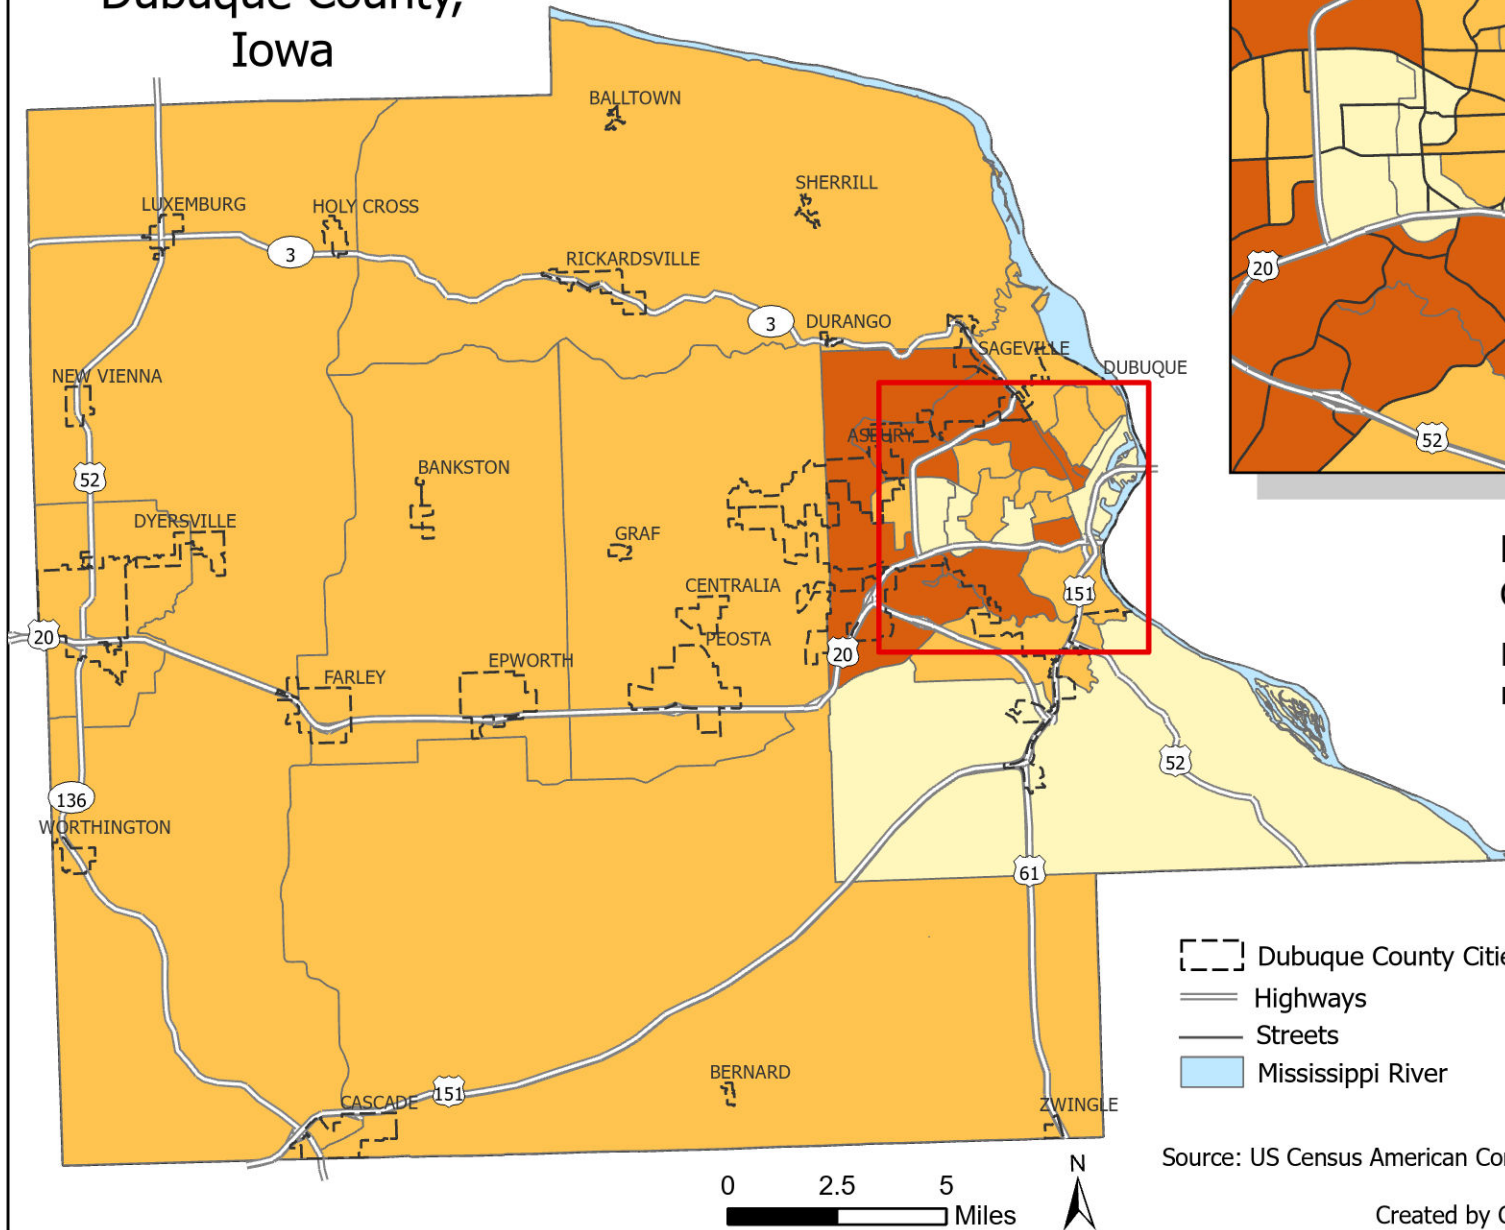 Dubuque County,
Iowa
BALLTOWN
SHERRILL
LUXEMBURG
HOLY CROSS
3
RICKARDSVILLE
20
3
DURANGO
SAGEVILLE
DUBUQUE
NEW VIENNA
ASBURY
52
BANKSTON
52
DYERSVILLE
GRAF
CENTRALIA
151
20
PEOSTA
20
EPWORTH
FARLEY
52
136
WORTHINGTON
61
Dubuque County Citie
Highways
Streets
Mississippi River
BERNARD
151
CASCADE
ZWINGLE
Source: US Census American Co
N
0 2.5 5
Miles
Created by